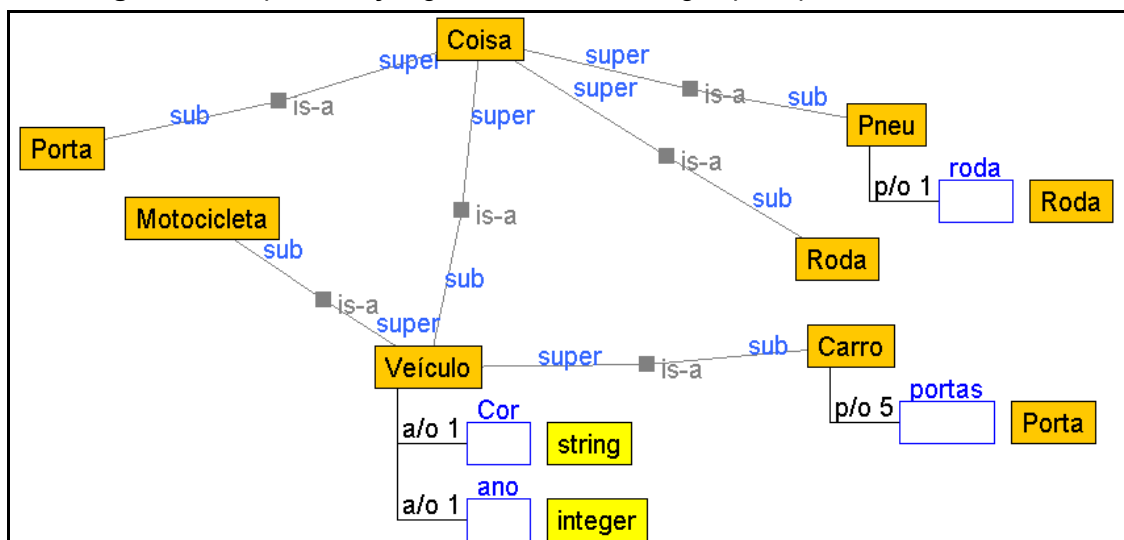 Coisa
super
super
super
super
is-a
is-a
sub
sub
Pneu
Porta
is-a
roda
p/o 1
Roda
Motocicleta
is-a
sub
Roda
sub
sub
is-a
super
Carro
super
sub
is-a
Veículo
portas
p/o 5
Porta
Cor
a/o 1
string
ano
a/o 1
integer